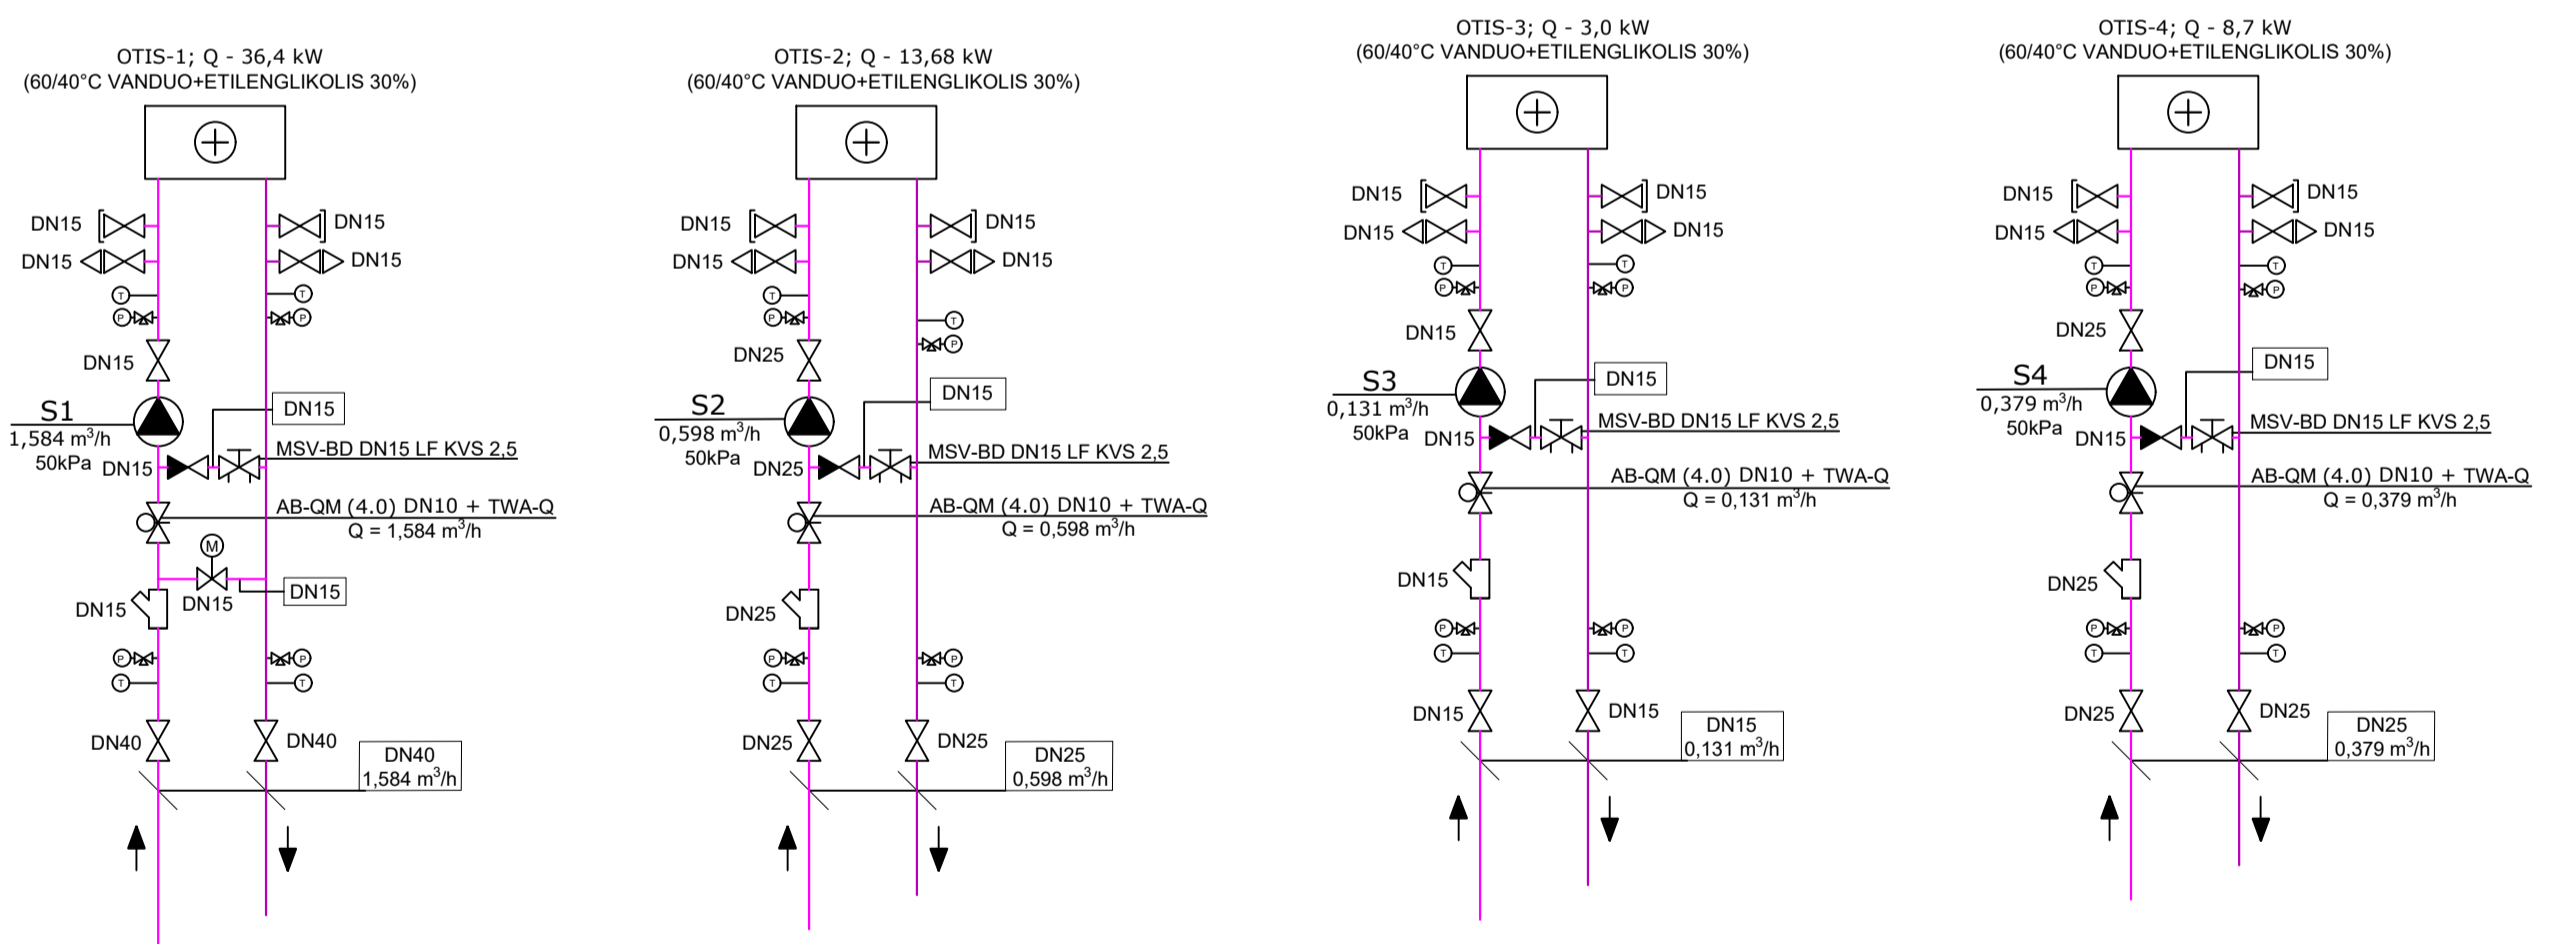 OTIS-1; Q - 36,4 kW
(60/40°C VANDUO+ETILENGLIKOLIS 30%)
DN15
DN15
DN15
DN15
T
T
P
P
DN15
DN15
S1
1,584 m³/h
50kPa
DN15
MSV-BD DN15 LF KVS 2,5
AB-QM (4.0) DN10 + TWA-Q
Q = 1,584 m³/h
M
DN15
DN15
DN15
P
P
T
T
DN40
DN40
DN40
1,584 m³/h
OTIS-2; Q - 13,68 kW
(60/40°C VANDUO+ETILENGLIKOLIS 30%)
DN15
DN15
DN15
DN15
T
P
T
P
DN25
DN15
S2
0,598 m³/h
50kPa
DN25
MSV-BD DN15 LF KVS 2,5
AB-QM (4.0) DN10 + TWA-Q
Q = 0,598 m³/h
DN25
P
P
T
T
DN25
DN25
DN25
0,598 m³/h
OTIS-3; Q - 3,0 kW
(60/40°C VANDUO+ETILENGLIKOLIS 30%)
DN15
DN15
DN15
DN15
T
T
P
P
DN15
DN15
S3
0,131 m³/h
50kPa
DN15
MSV-BD DN15 LF KVS 2,5
AB-QM (4.0) DN10 + TWA-Q
Q = 0,131 m³/h
DN15
P
P
T
T
DN15
DN15
DN15
0,131 m³/h
OTIS-4; Q - 8,7 kW
(60/40°C VANDUO+ETILENGLIKOLIS 30%)
DN15
DN15
DN15
DN15
T
T
P
P
DN25
DN15
S4
0,379 m³/h
50kPa
DN15
MSV-BD DN15 LF KVS 2,5
AB-QM (4.0) DN10 + TWA-Q
Q = 0,379 m³/h
DN25
P
P
T
T
DN25
DN25
DN25
0,379 m³/h